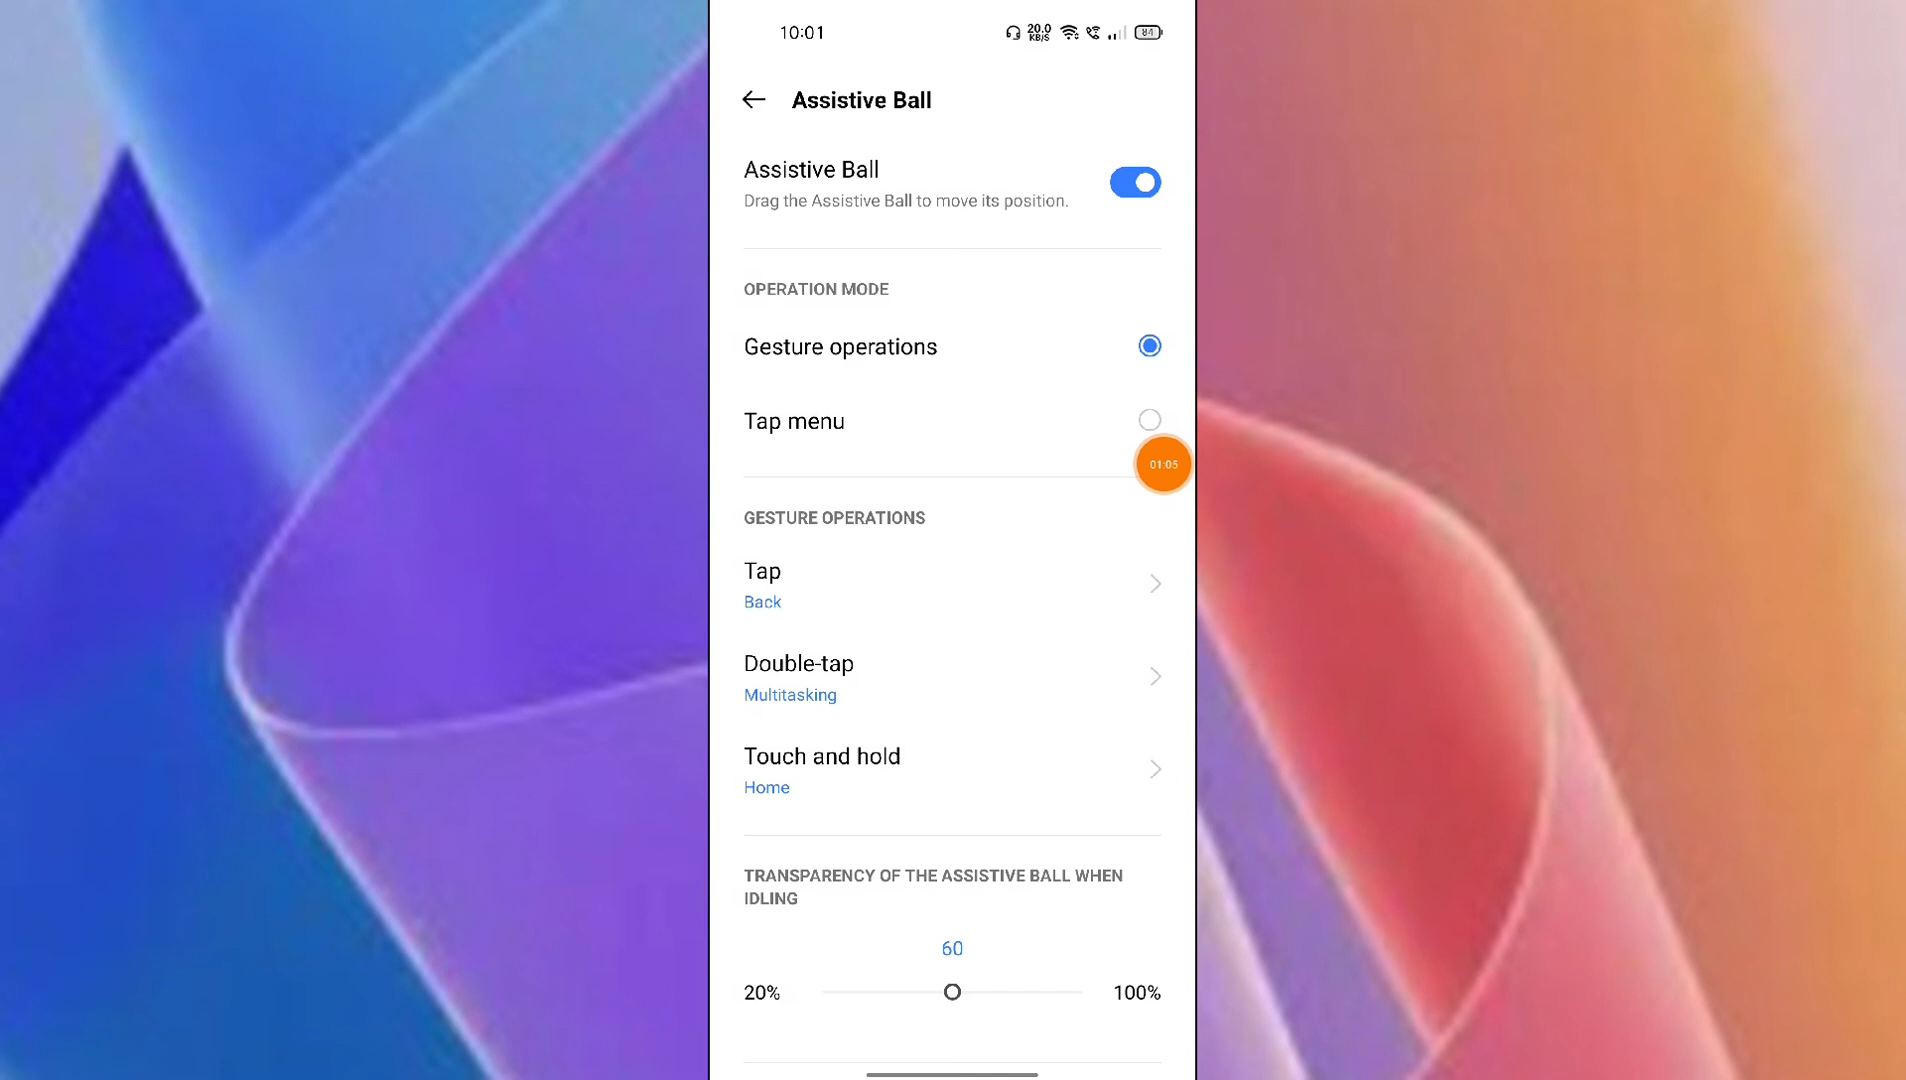 10:01
20.0
KB/S
84
Assistive Ball
Assistive Ball
Drag the Assistive Ball to move its position.
OPERATION MODE
Gesture operations
Tap menu
01:05
GESTURE OPERATIONS
Tap
Back
Double-tap
Multitasking
Touch and hold
Home
TRANSPARENCY OF THE ASSISTIVE BALL WHEN
IDLING
60
20%
100%